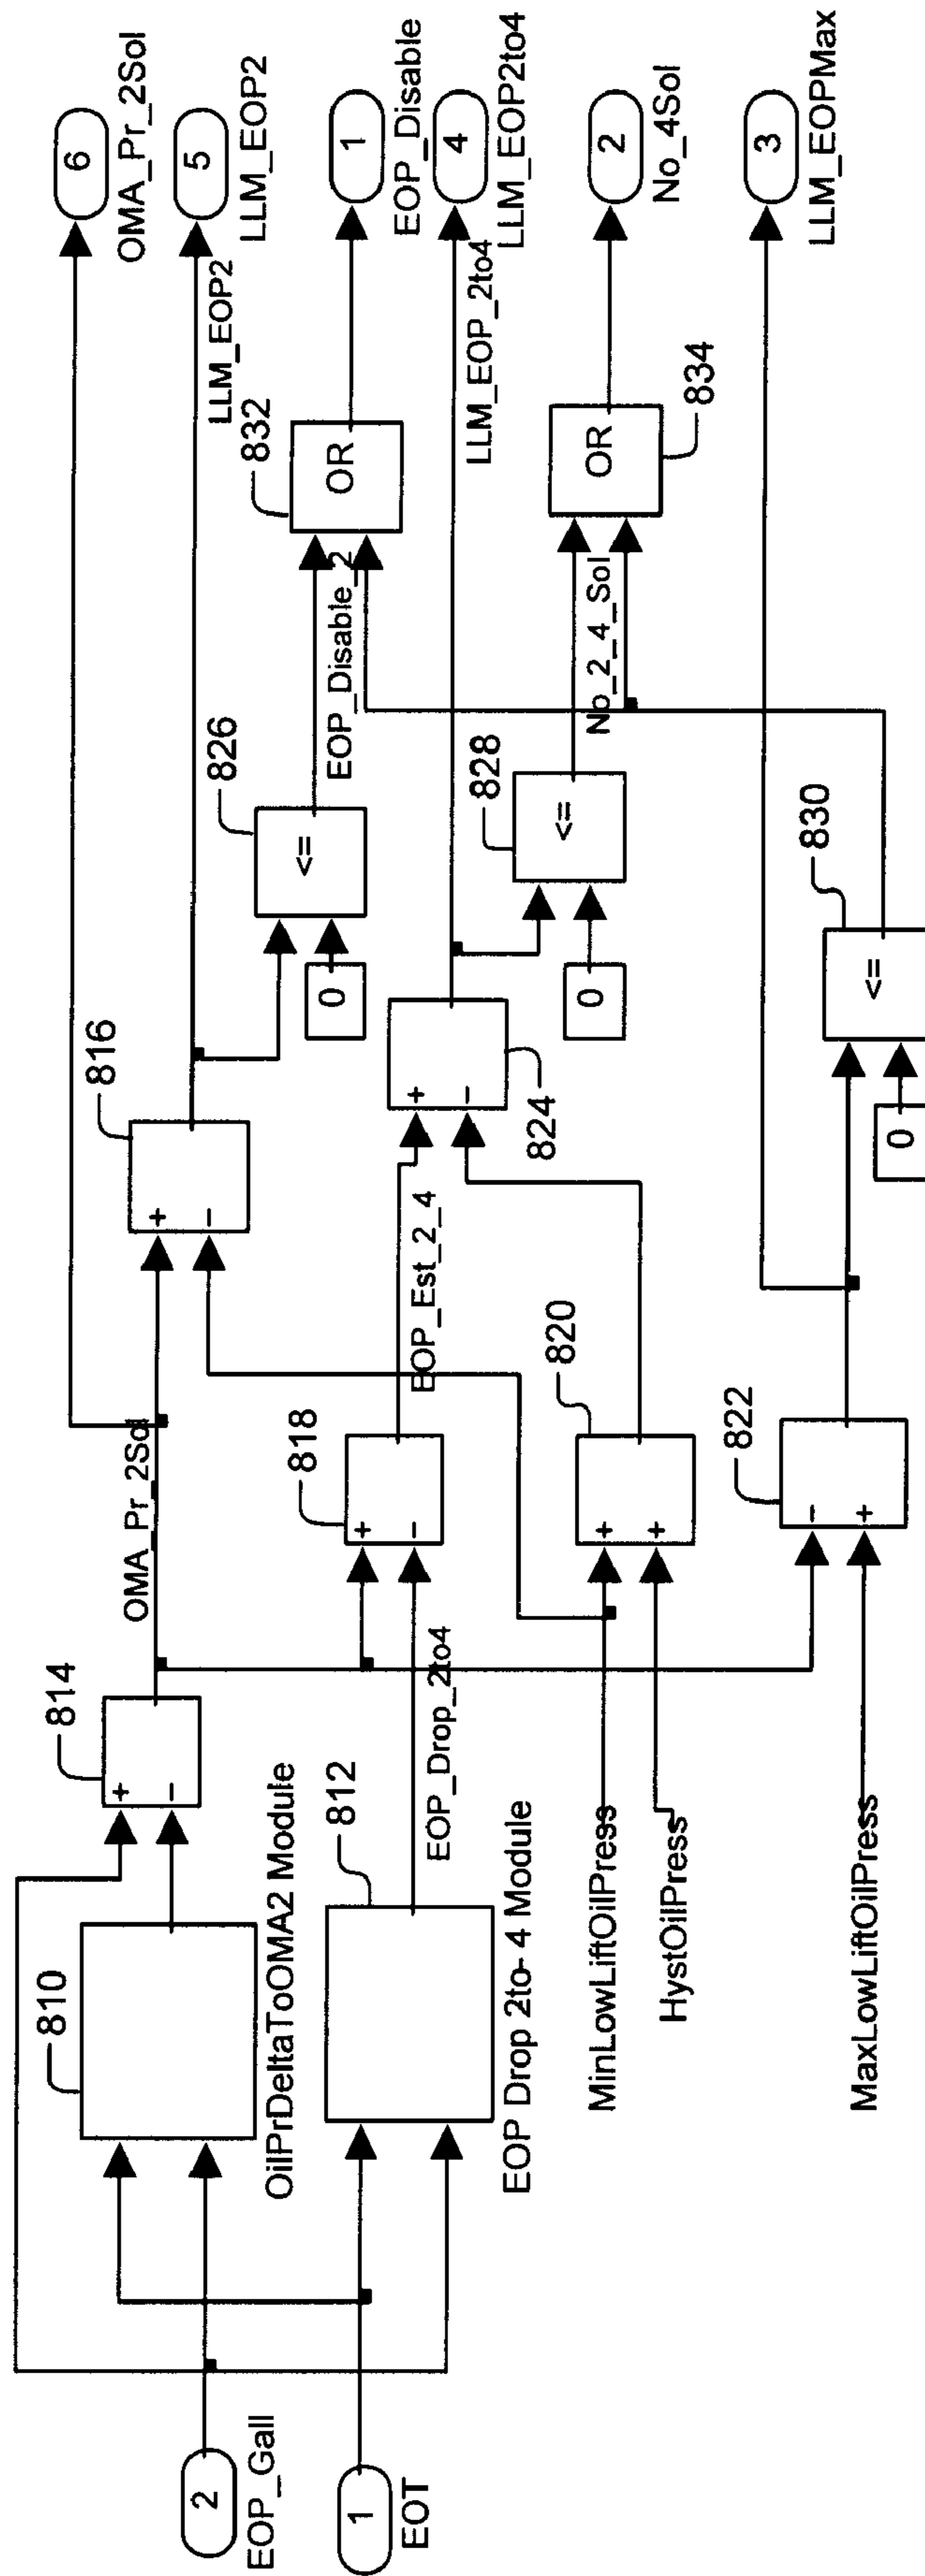 2
EOP_Gall
1
EOT
810
OilPrDeltaToOMA2 Module
812
EOP Drop 2to- 4 Module
814
+
-
OMA_Pr_2Sol
EOP_Drop_2to4
MinLowLiftOilPress
HystOilPress
MaxLowLiftOilPress
818
+
-
EOP_Est_2_4
820
+
+
822
-
+
816
+
-
824
+
-
826
<=
0
EOP_Disable_2
828
<=
0
No_2_4_Sol
830
<=
0
832
OR
834
OR
LLM_EOP2
LLM_EOP_2to4
6
OMA_Pr_2Sol
5
LLM_EOP2
1
EOP_Disable
4
LLM_EOP2to4
2
No_4Sol
3
LLM_EOPMax